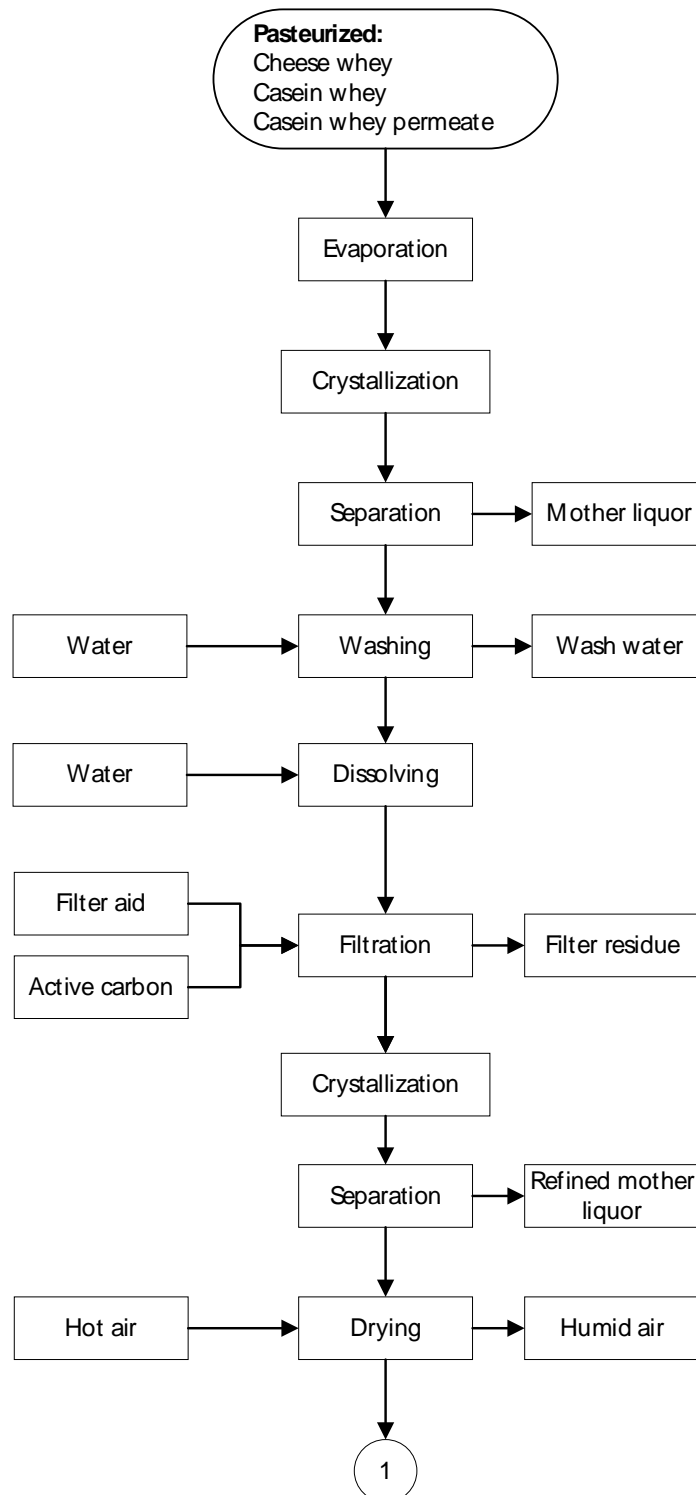 Pasteurized:
Cheese whey
Casein whey
Casein whey permeate
Evaporation
Crystallization
Separation
Mother liquor
Water
Washing
Wash water
Water
Dissolving
Filter aid
Active carbon
Filtration
Filter residue
Crystallization
Separation
Refined mother
liquor
Hot air
Drying
Humid air
1